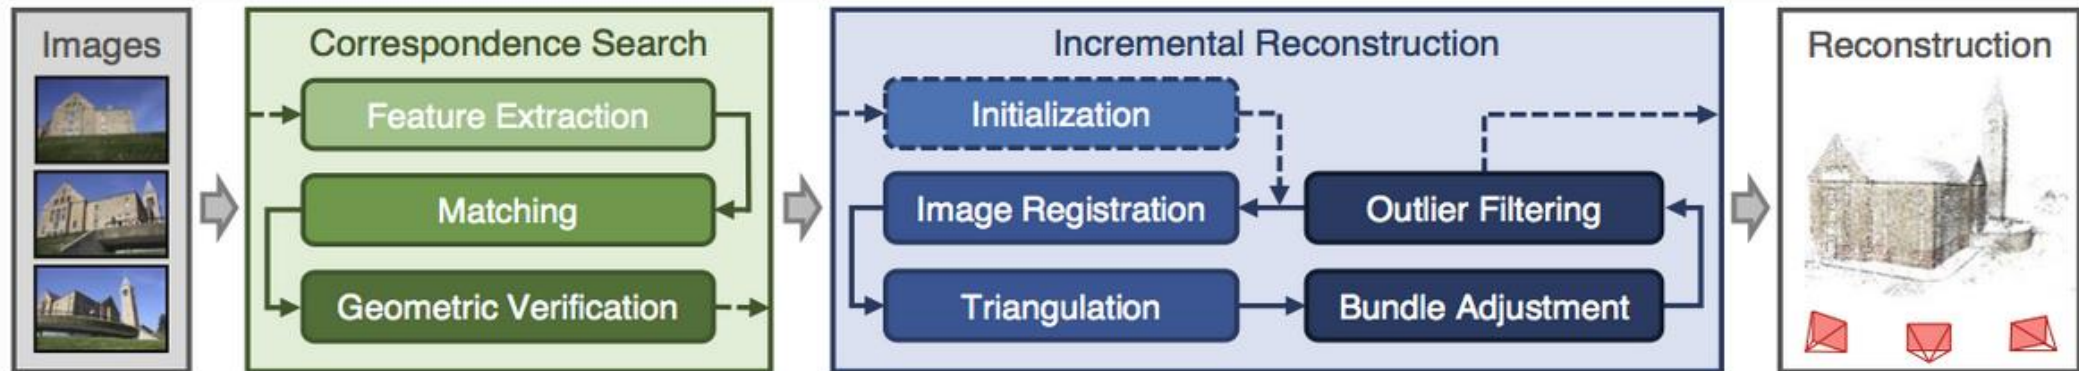 Images
Correspondence Search
Feature Extraction
Matching
Geometric Verification
Incremental Reconstruction
Initialization
Image Registration
Triangulation
Outlier Filtering
Bundle Adjustment
Reconstruction